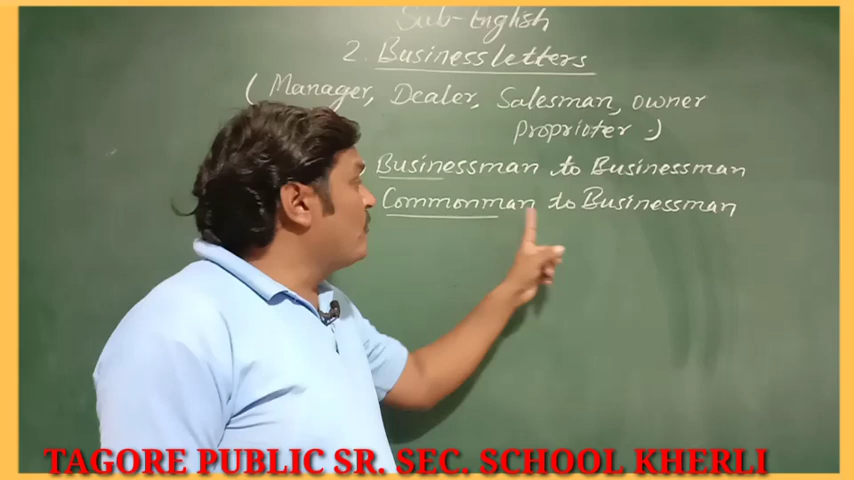 Sub-English
2. Business letters
(Manager, Dealer, Salesman, owner
proprioter.)
Businessman to Businessman
Commonman to Businessman
TAGORE PUBLIC SR. SEC. SCHOOL KHERLI